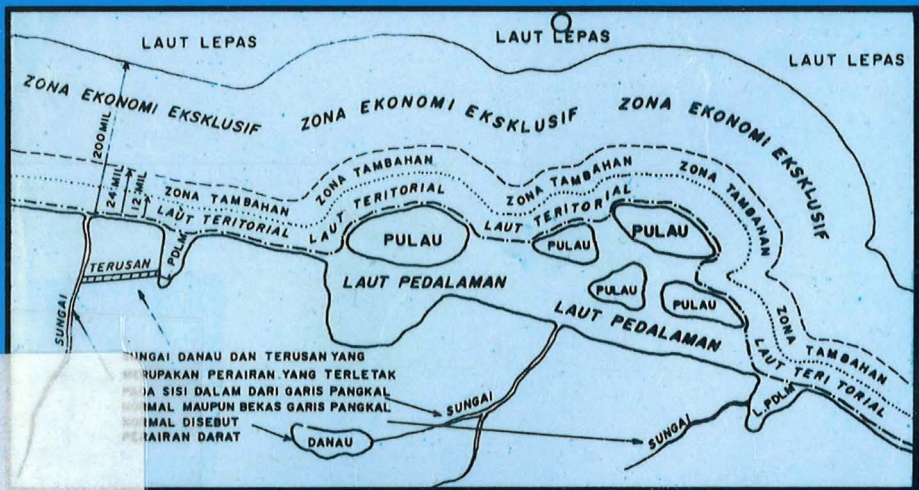 LAUT LEPAS
LAUT LEPAS
LAUT LEPAS
ZONA EKONOMI EKSKLUSIF
ZONA EKONOMI EKSKLUSIF
ZONA EKONOMI EKSKLUSIF
200 MIL
24 MIL
12 MIL
ZONA TAMBAHAN
ZONA TAMBAHAN
ZONA TAMBAHAN
ZONA TAMBAHAN
ZONA TAMBAHAN
LAUT TERITORIAL
LAUT TERITORIAL
LAUT TERITORIAL
LAUT TERITORIAL
PULAU
PULAU
PULAU
PULAU
PULAU
L. PDLM
TERUSAN
SUNGAI
LAUT PEDALAMAN
LAUT PEDALAMAN
SUNGAI DANAU DAN TERUSAN YANG
MERUPAKAN PERAIRAN YANG TERLETAK
PADA SISI DALAM DARI GARIS PANGKAL
NORMAL MAUPUN BEKAS GARIS PANGKAL
NORMAL DISEBUT
PERAIRAN DARAT
SUNGAI
DANAU
SUNGAI
L. PDLM